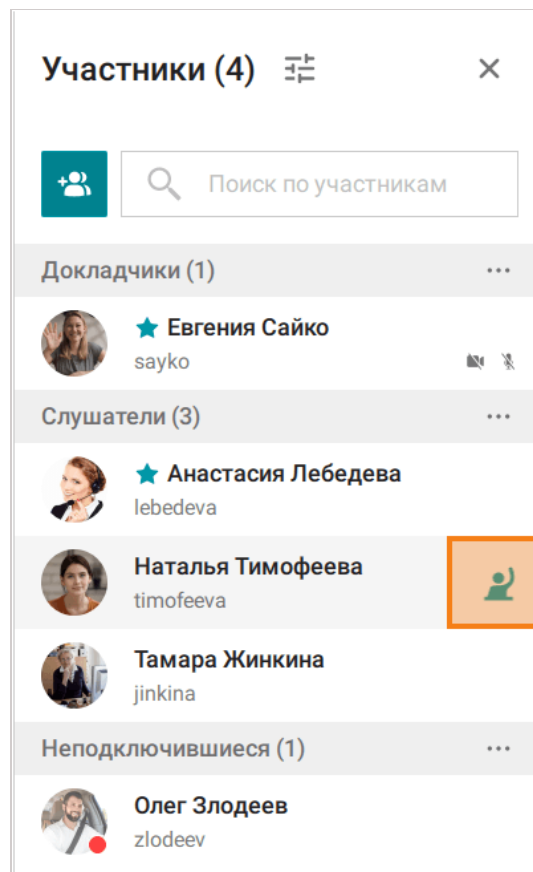 Участники (4)
Поиск по участникам
Докладчики (1)
Евгения Сайко
sayko
Слушатели (3)
Анастасия Лебедева
lebedeva
Наталья Тимофеева
timofeeva
Тамара Жинкина
jinkina
Неподключившиеся (1)
Олег Злодеев
zlodeev